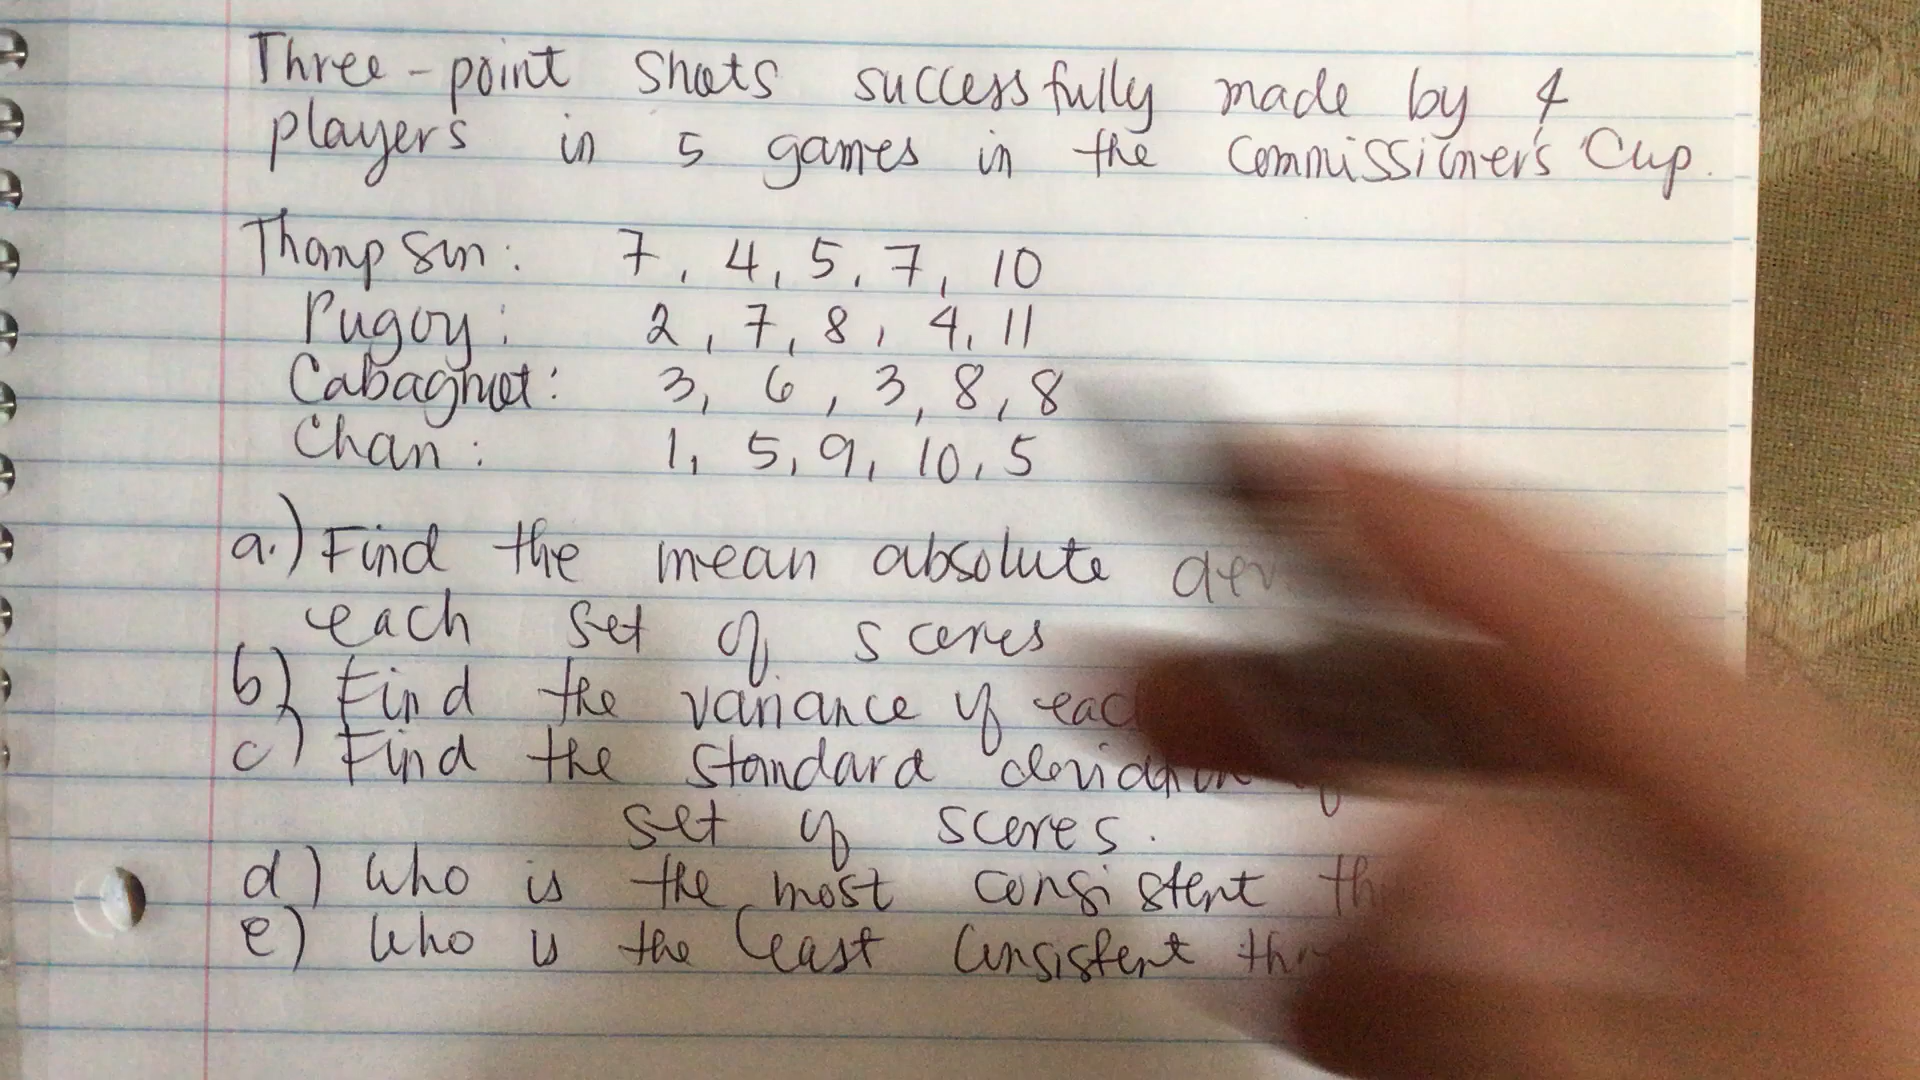 Three-point Shots successfully made by 4
players in 5 games in the Commissioner's Cup.
Thompson: 7, 4, 5, 7, 10
Pugoy: 2, 7, 8, 4, 11
Cabagnot: 3, 6, 3, 8, 8
Chan: 1, 5, 9, 10, 5
a.) Find the mean absolute
each set of scores
b) Find the variance of
c) Find the standard deviation of
set of scores.
d) Who is the most consistent
e) Who is the least consistent